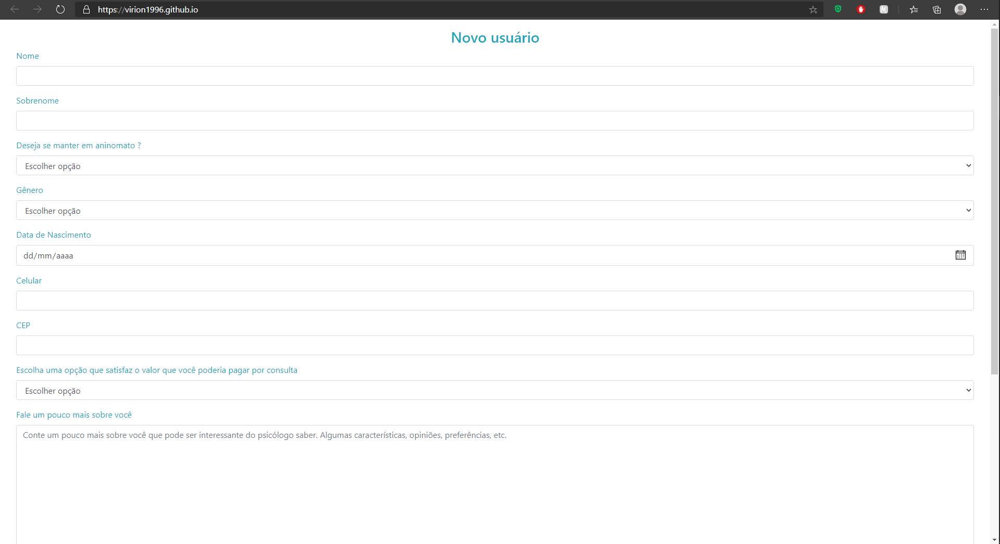 https://virion1996.github.io
Novo usuário
Nome
Sobrenome
Deseja se manter em aninomato ?
Escolher opção
Gênero
Escolher opção
Data de Nascimento
dd/mm/aaaa
Celular
CEP
Escolha uma opção que satisfaz o valor que você poderia pagar por consulta
Escolher opção
Fale um pouco mais sobre você
Conte um pouco mais sobre você que pode ser interessante do psicólogo saber. Algumas características, opiniões, preferências, etc.